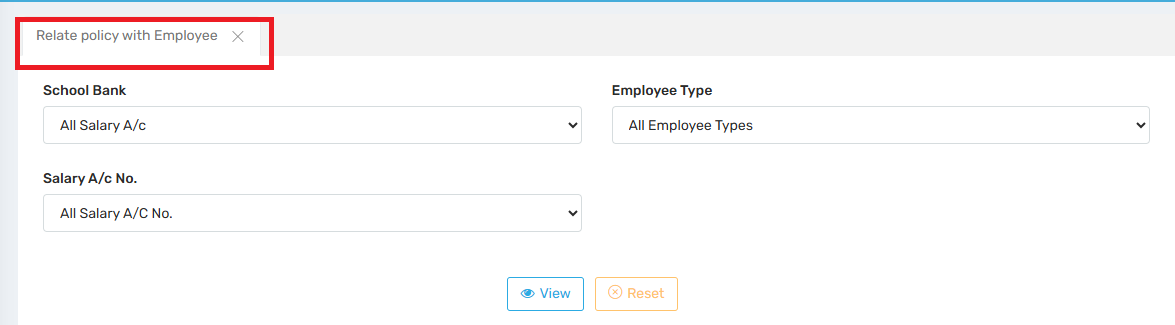 Relate policy with Employee
School Bank
Employee Type
All Salary A/c
All Employee Types
Salary A/c No.
All Salary A/C No.
View
Reset